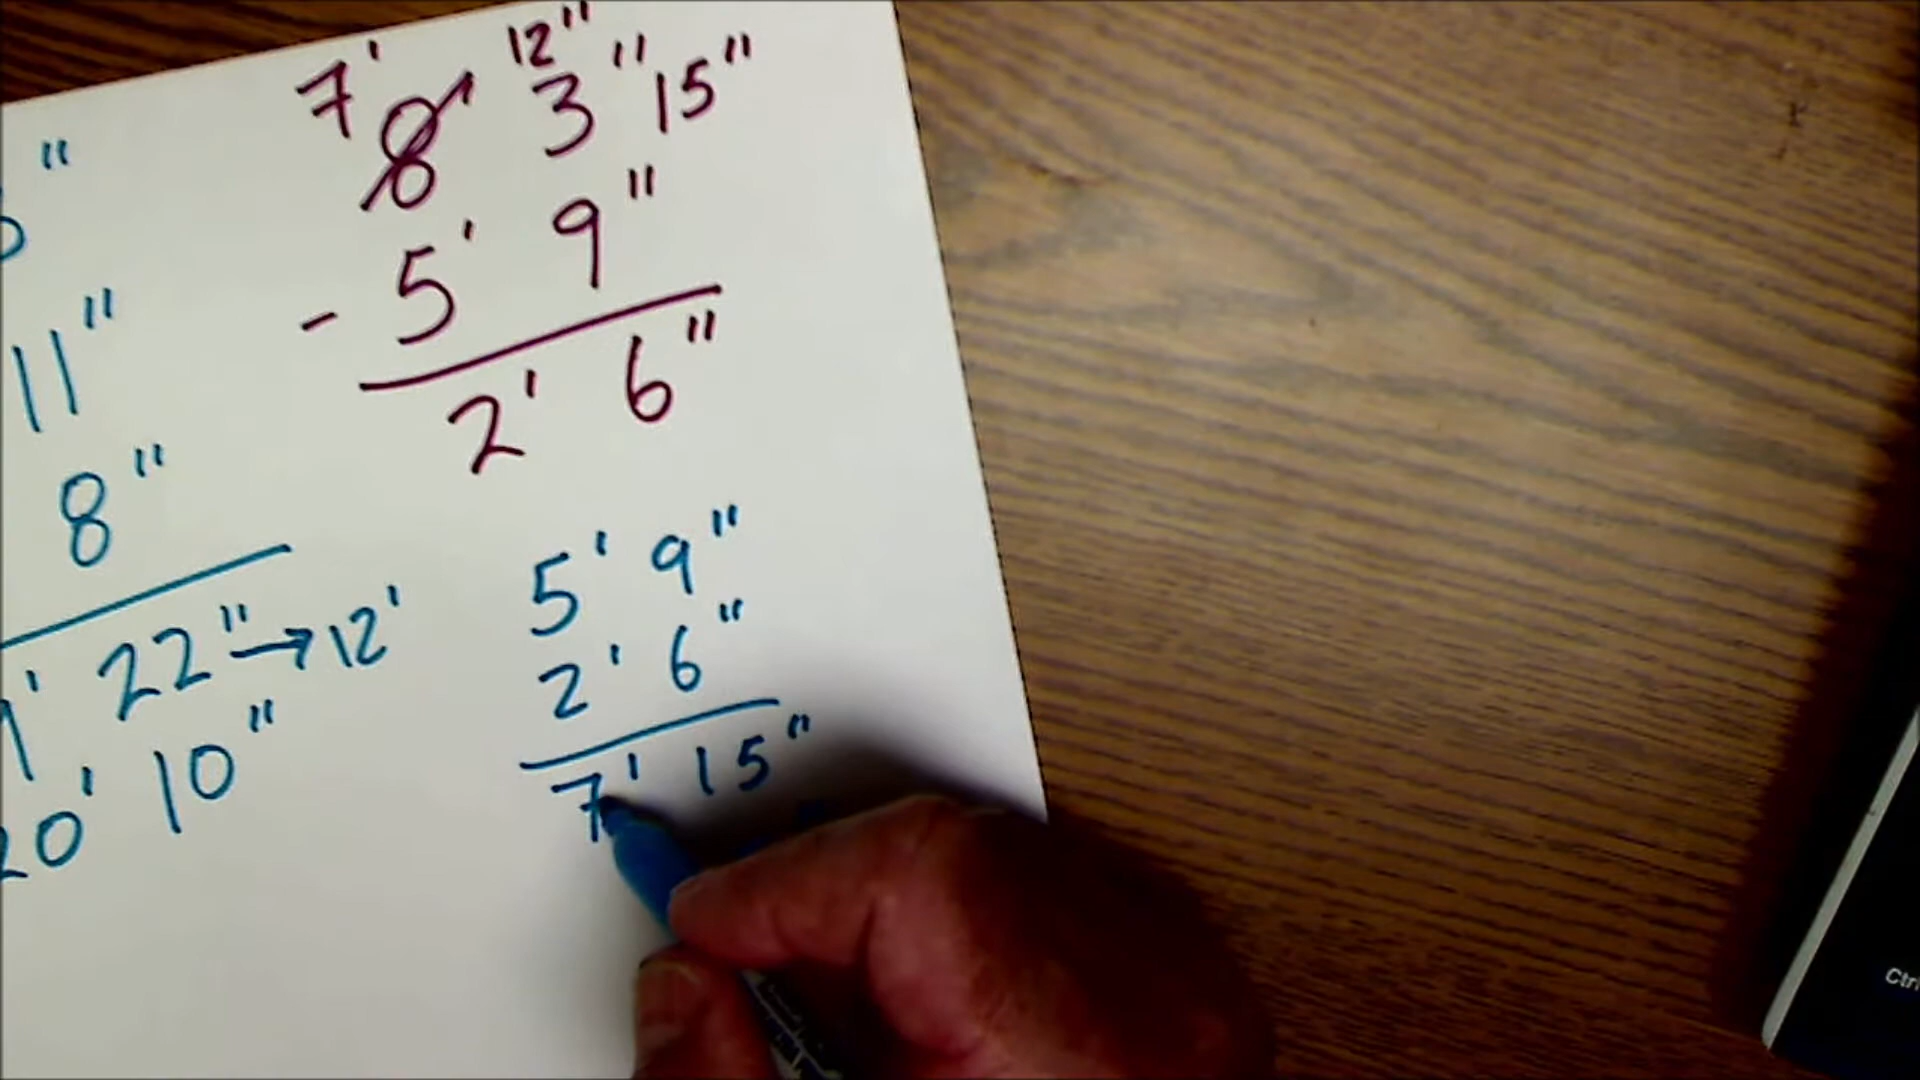 12"
7' 8' 3" 15"
- 5' 9"
2' 6"
"
11"
8"
' 22" → 12'
20' 10"
5' 9"
2' 6"
7' 15"
Ctrl